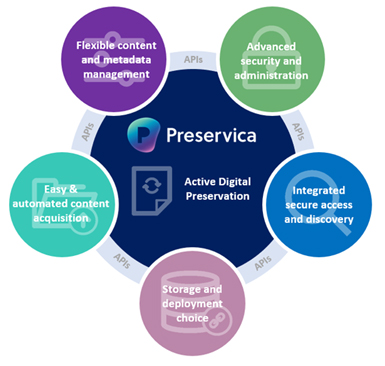 Flexible content
and metadata
management
Advanced
security and
administration
APIs
APIs
APIs
Preservica
Active Digital
Preservation
Easy &
automated content
acquisition
Integrated
secure access
and discovery
APIs
APIs
Storage and
deployment
choice